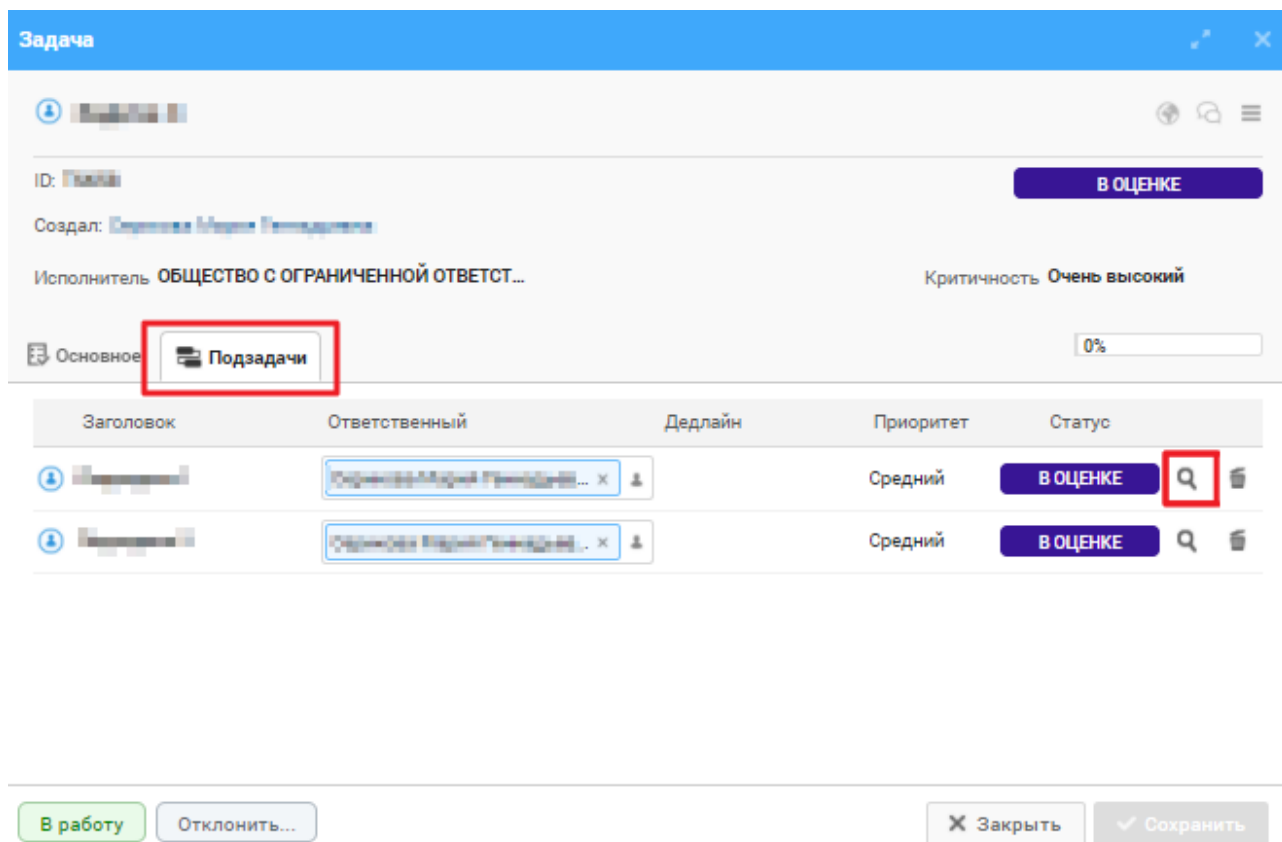 Задача
ID:
В ОЦЕНКЕ
Создал:
Исполнитель ОБЩЕСТВО С ОГРАНИЧЕННОЙ ОТВЕТСТ...
Критичность Очень высокий
Основное
Подзадачи
0%
Заголовок Ответственный Дедлайн Приоритет Статус
Средний В ОЦЕНКЕ
Средний В ОЦЕНКЕ
В работу Отклонить... Закрыть Сохранить